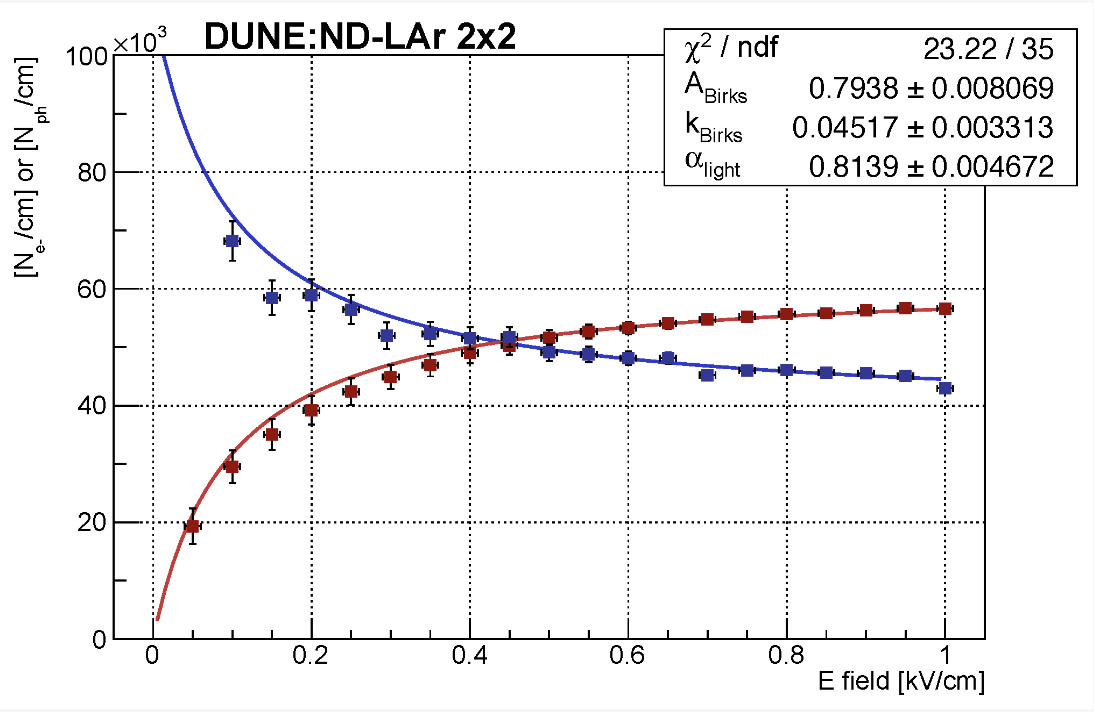 DUNE:ND-LAr 2x2
×10³
χ² / ndf 23.22 / 35
A_Birks 0.7938 ± 0.008069
k_Birks 0.04517 ± 0.003313
α_light 0.8139 ± 0.004672
[N_e-/cm] or [N_ph/cm]
100
80
60
40
20
0
0 0.2 0.4 0.6 0.8 1
E field [kV/cm]